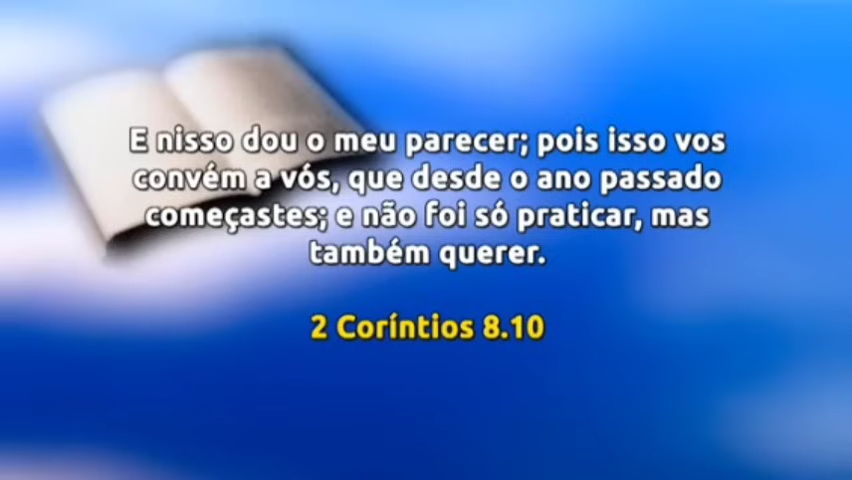 E nisso dou o meu parecer; pois isso vos
convém a vós, que desde o ano passado
começastes; e não foi só praticar, mas
também querer.
2 Coríntios 8.10